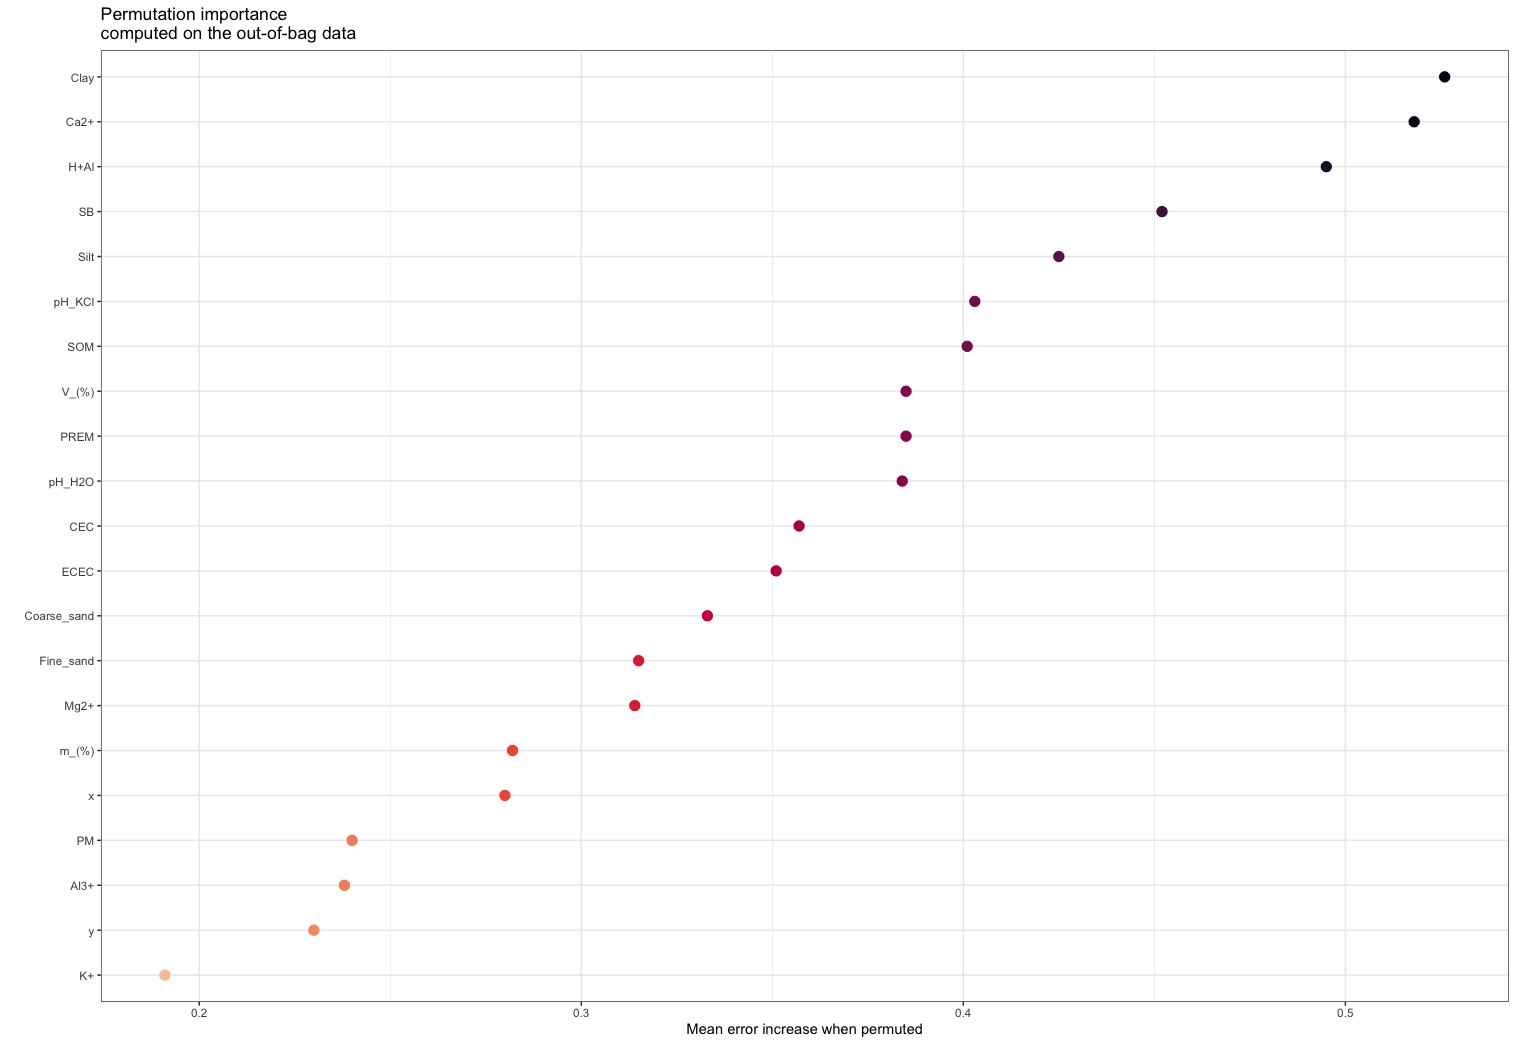 Permutation importance
computed on the out-of-bag data
Clay
Ca2+
H+Al
SB
Silt
pH_KCl
SOM
V_(%)
PREM
pH_H2O
CEC
ECEC
Coarse_sand
Fine_sand
Mg2+
m_(%)
x
PM
Al3+
y
K+
0.2 0.3 0.4 0.5
Mean error increase when permuted